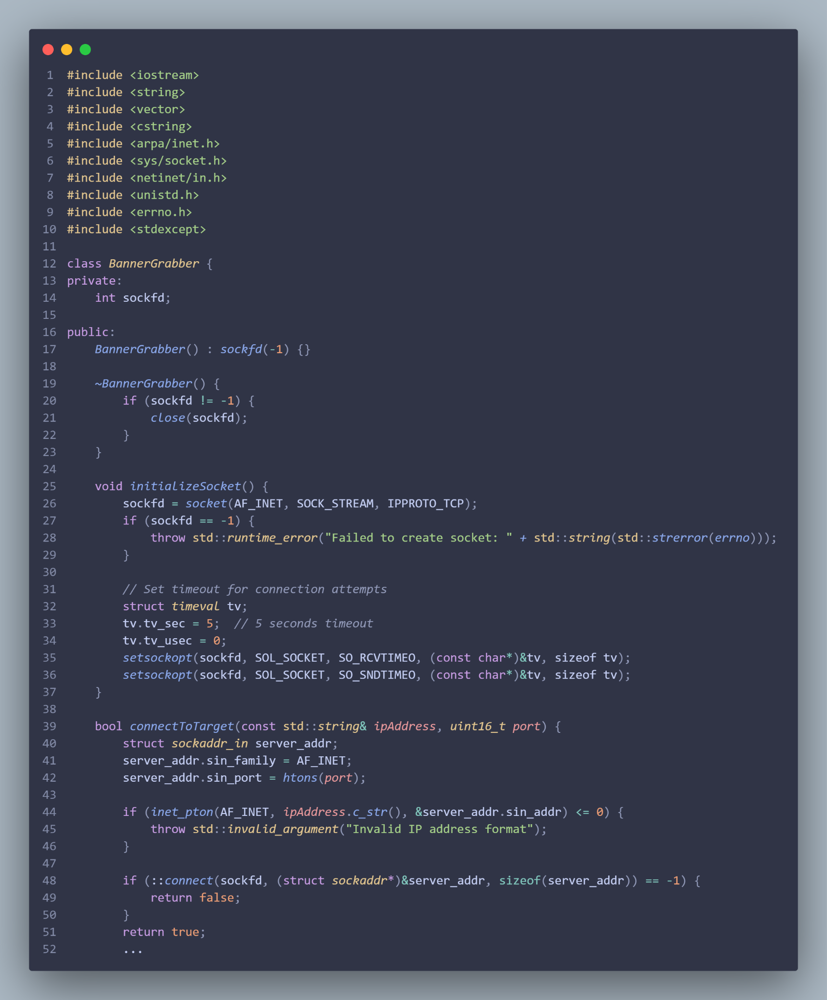 1 #include <iostream>
2 #include <string>
3 #include <vector>
4 #include <cstring>
5 #include <arpa/inet.h>
6 #include <sys/socket.h>
7 #include <netinet/in.h>
8 #include <unistd.h>
9 #include <errno.h>
10 #include <stdexcept>
11
12 class BannerGrabber {
13 private:
14     int sockfd;
15
16 public:
17     BannerGrabber() : sockfd(-1) {}
18
19     ~BannerGrabber() {
20         if (sockfd != -1) {
21             close(sockfd);
22         }
23     }
24
25     void initializeSocket() {
26         sockfd = socket(AF_INET, SOCK_STREAM, IPPROTO_TCP);
27         if (sockfd == -1) {
28             throw std::runtime_error("Failed to create socket: " + std::string(std::strerror(errno)));
29         }
30
31         // Set timeout for connection attempts
32         struct timeval tv;
33         tv.tv_sec = 5;  // 5 seconds timeout
34         tv.tv_usec = 0;
35         setsockopt(sockfd, SOL_SOCKET, SO_RCVTIMEO, (const char*)&tv, sizeof tv);
36         setsockopt(sockfd, SOL_SOCKET, SO_SNDTIMEO, (const char*)&tv, sizeof tv);
37     }
38
39     bool connectToTarget(const std::string& ipAddress, uint16_t port) {
40         struct sockaddr_in server_addr;
41         server_addr.sin_family = AF_INET;
42         server_addr.sin_port = htons(port);
43
44         if (inet_pton(AF_INET, ipAddress.c_str(), &server_addr.sin_addr) <= 0) {
45             throw std::invalid_argument("Invalid IP address format");
46         }
47
48         if (::connect(sockfd, (struct sockaddr*)&server_addr, sizeof(server_addr)) == -1) {
49             return false;
50         }
51         return true;
52         ...